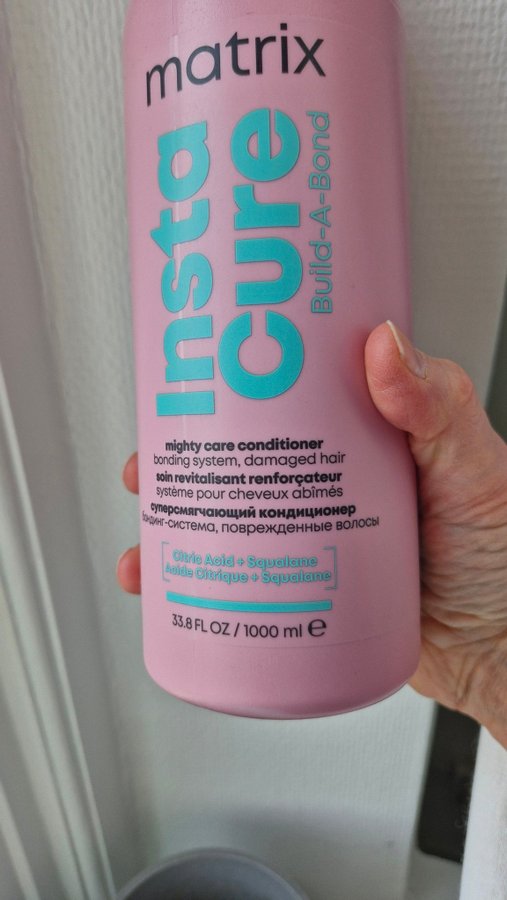 matrix
Insta
Cure
Build-A-Bond
mighty care conditioner
bonding system, damaged hair
soin revitalisant renforçateur
système pour cheveux abîmés
суперсмягчающий кондиционер
бондинг-система, поврежденные волосы
Citric Acid + Squalane
Acide Citrique + Squalane
33.8 FL OZ / 1000 ml e